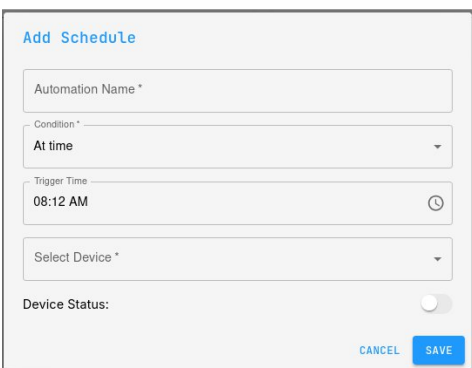 Add Schedule
Automation Name *
Condition *
At time
Trigger Time
08:12 AM
Select Device *
Device Status:
CANCEL SAVE